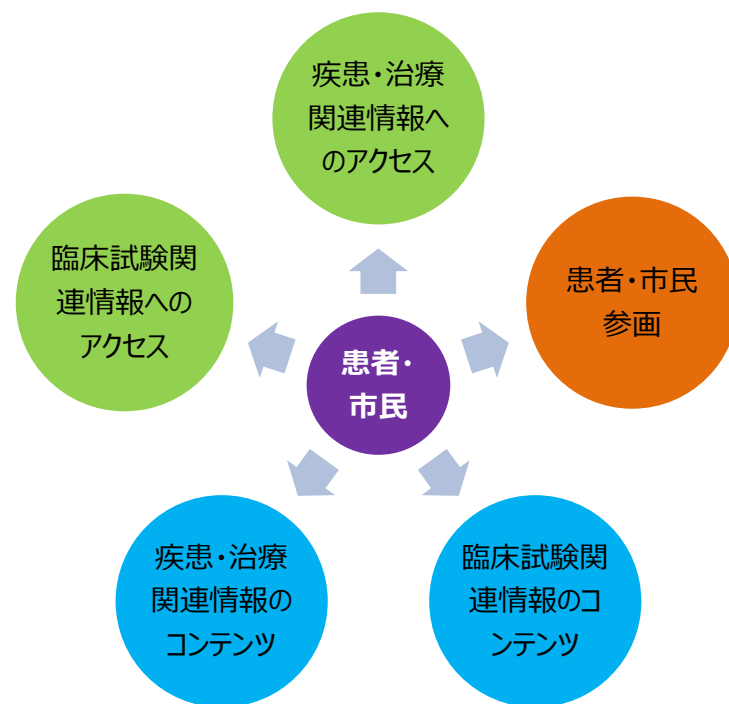 疾患・治療
関連情報へ
のアクセス
臨床試験関
連情報への
アクセス
患者・市民
参画
患者・
市民
疾患・治療
関連情報の
コンテンツ
臨床試験関
連情報のコ
ンテンツ